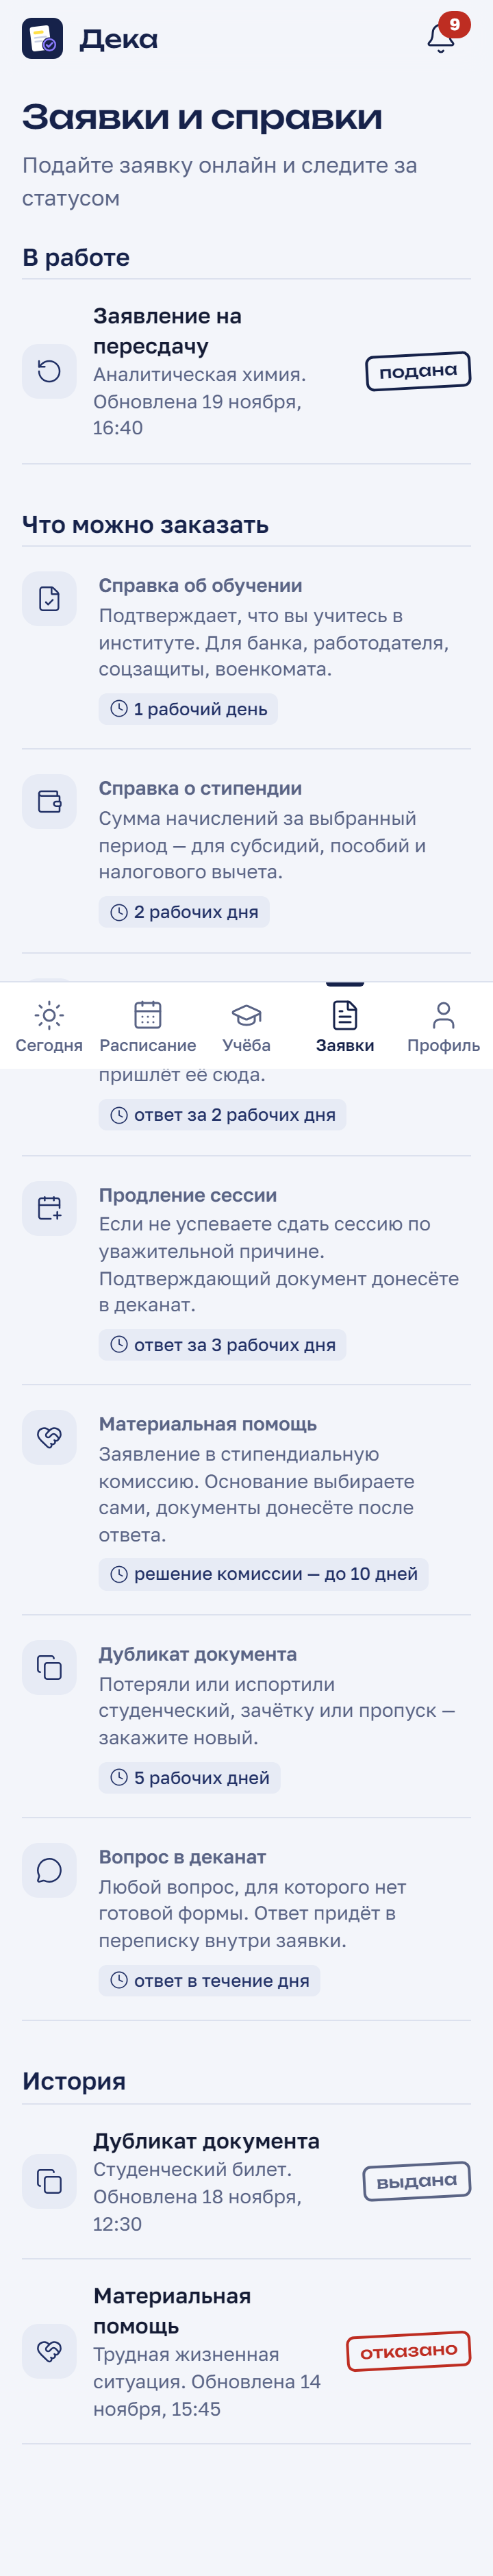 Дека
9
Заявки и справки
Подайте заявку онлайн и следите за
статусом
В работе
Заявление на
пересдачу
Аналитическая химия.
Обновлена 19 ноября,
16:40
подана
Что можно заказать
Справка об обучении
Подтверждает, что вы учитесь в
институте. Для банка, работодателя,
соцзащиты, военкомата.
1 рабочий день
Справка о стипендии
Сумма начислений за выбранный
период — для субсидий, пособий и
налогового вычета.
2 рабочих дня
Сегодня
Расписание
Учёба
Заявки
Профиль
пришлёт её сюда.
ответ за 2 рабочих дня
Продление сессии
Если не успеваете сдать сессию по
уважительной причине.
Подтверждающий документ донесёте
в деканат.
ответ за 3 рабочих дня
Материальная помощь
Заявление в стипендиальную
комиссию. Основание выбираете
сами, документы донесёте после
ответа.
решение комиссии — до 10 дней
Дубликат документа
Потеряли или испортили
студенческий, зачётку или пропуск —
закажите новый.
5 рабочих дней
Вопрос в деканат
Любой вопрос, для которого нет
готовой формы. Ответ придёт в
переписку внутри заявки.
ответ в течение дня
История
Дубликат документа
Студенческий билет.
Обновлена 18 ноября,
12:30
выдана
Материальная
помощь
Трудная жизненная
ситуация. Обновлена 14
ноября, 15:45
отказано